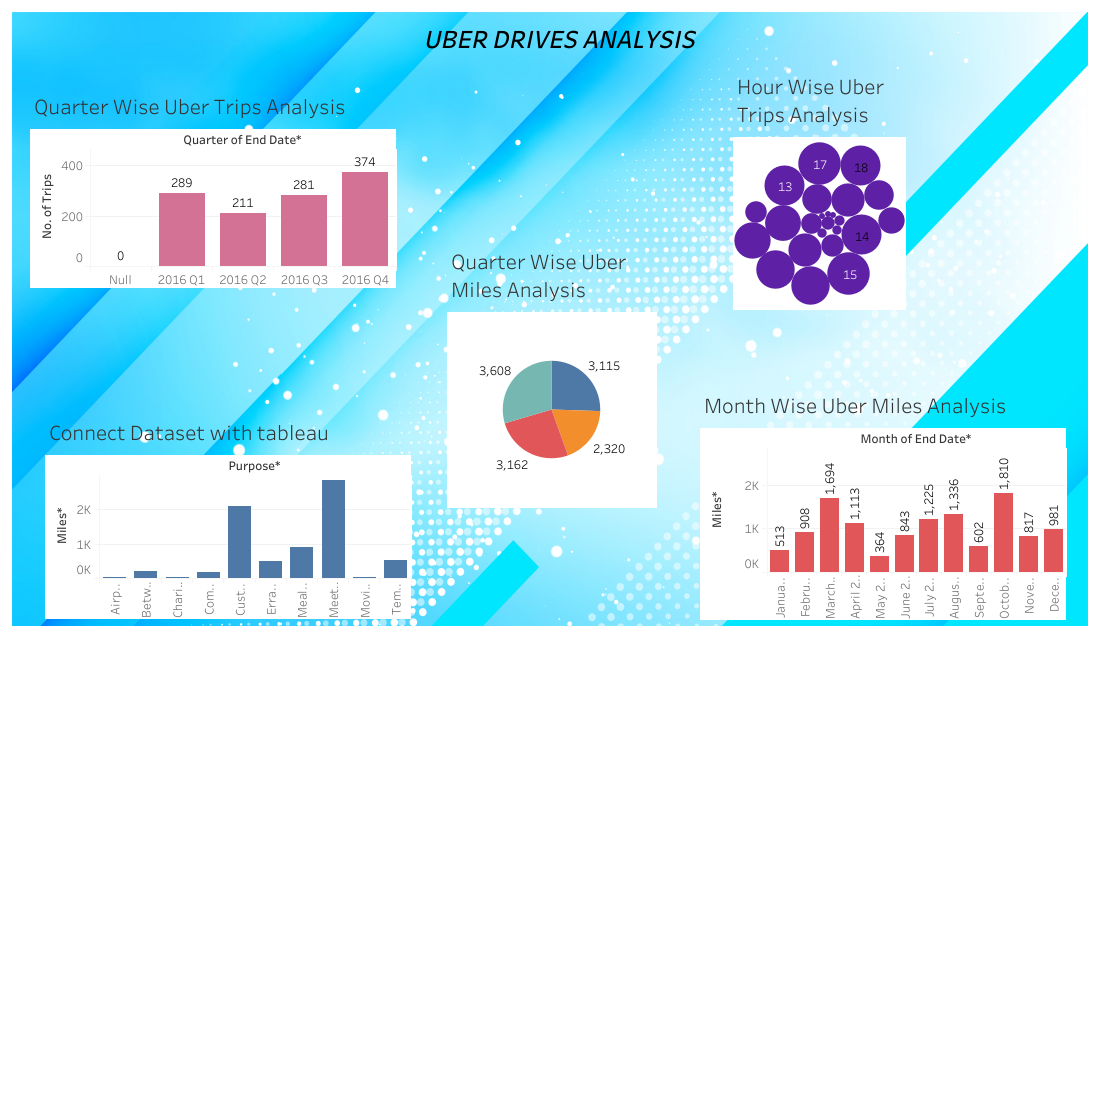 UBER DRIVES ANALYSIS
Quarter Wise Uber Trips Analysis
Quarter of End Date*
No. of Trips
400
200
0
0
289
211
281
374
Null
2016 Q1
2016 Q2
2016 Q3
2016 Q4
Hour Wise Uber
Trips Analysis
17
18
13
14
15
Quarter Wise Uber
Miles Analysis
3,608
3,115
2,320
3,162
Connect Dataset with tableau
Purpose*
Miles*
2K
1K
0K
Airp..
Betw..
Chari..
Com..
Cust..
Erra..
Meal..
Meet..
Movi..
Tem..
Month Wise Uber Miles Analysis
Month of End Date*
Miles*
2K
1K
0K
513
908
1,694
1,113
364
843
1,225
1,336
602
1,810
817
981
Janua..
Febru..
March..
April 2..
May 2..
June 2..
July 2..
Augus..
Septe..
Octob..
Nove..
Dece..